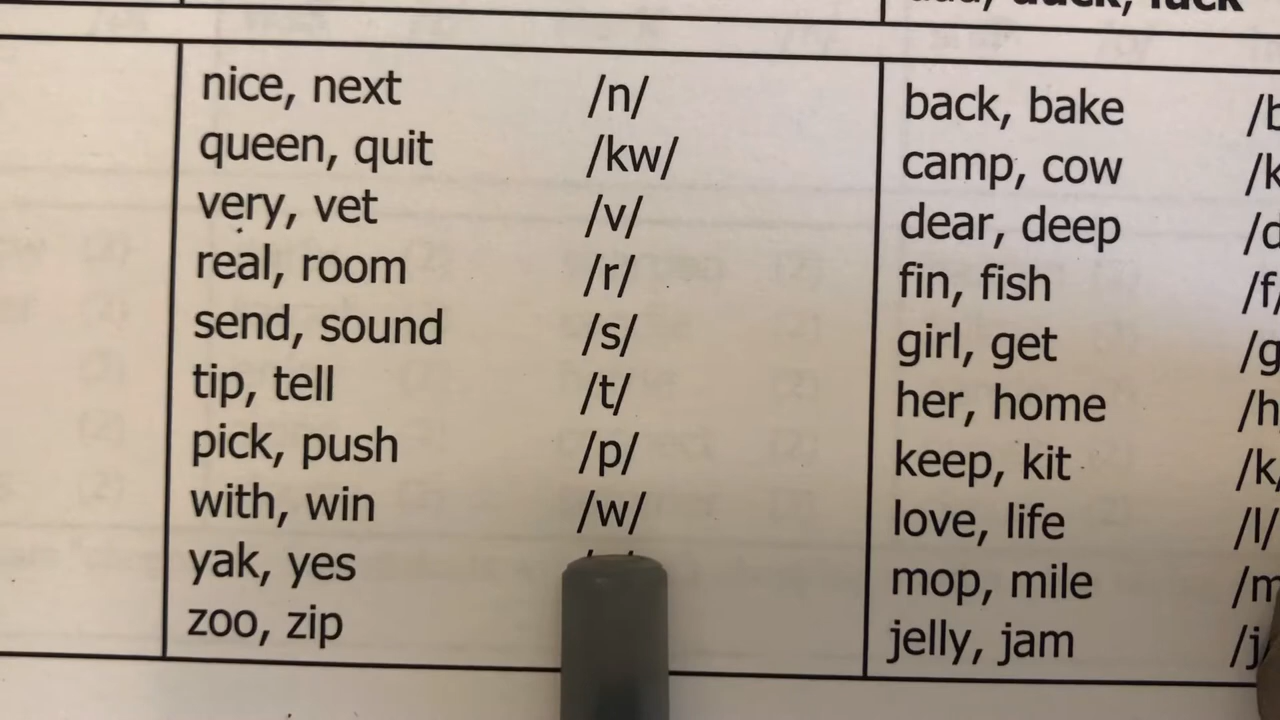 duck, luck
nice, next /n/
queen, quit /kw/
very, vet /v/
real, room /r/
send, sound /s/
tip, tell /t/
pick, push /p/
with, win /w/
yak, yes
zoo, zip
back, bake /b
camp, cow /k
dear, deep /d
fin, fish /f/
girl, get /g
her, home /h
keep, kit /k/
love, life /l/
mop, mile /m
jelly, jam /j/